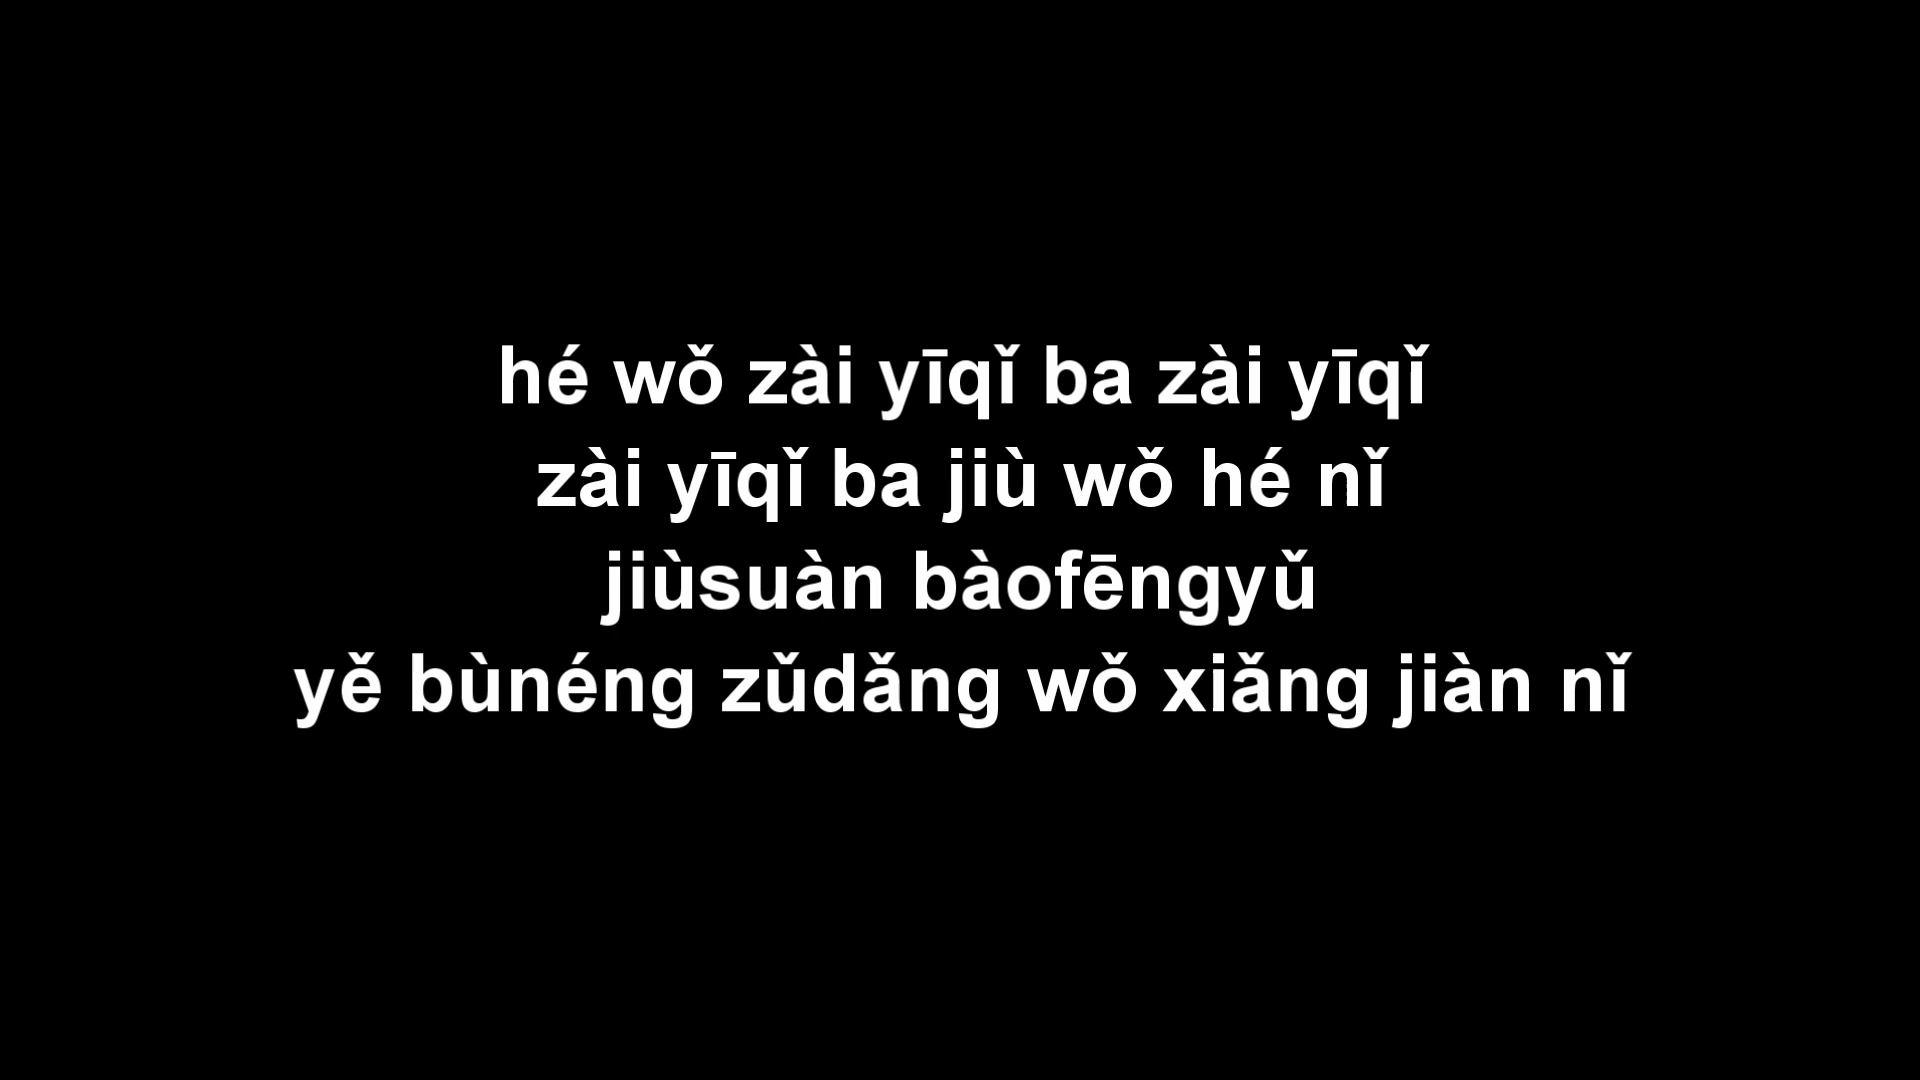 hé wǒ zài yīqǐ ba zài yīqǐ
zài yīqǐ ba jiù wǒ hé nǐ
jiùsuàn bàofēngyǔ
yě bùnéng zǔdǎng wǒ xiǎng jiàn nǐ